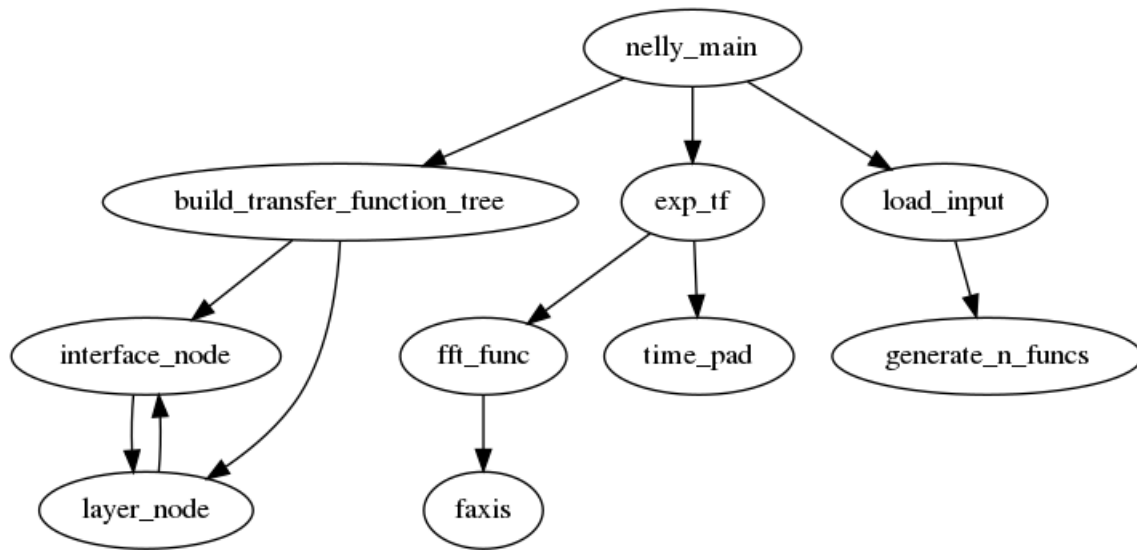 nelly_main
build_transfer_function_tree
exp_tf
load_input
interface_node
fft_func
time_pad
generate_n_funcs
layer_node
faxis